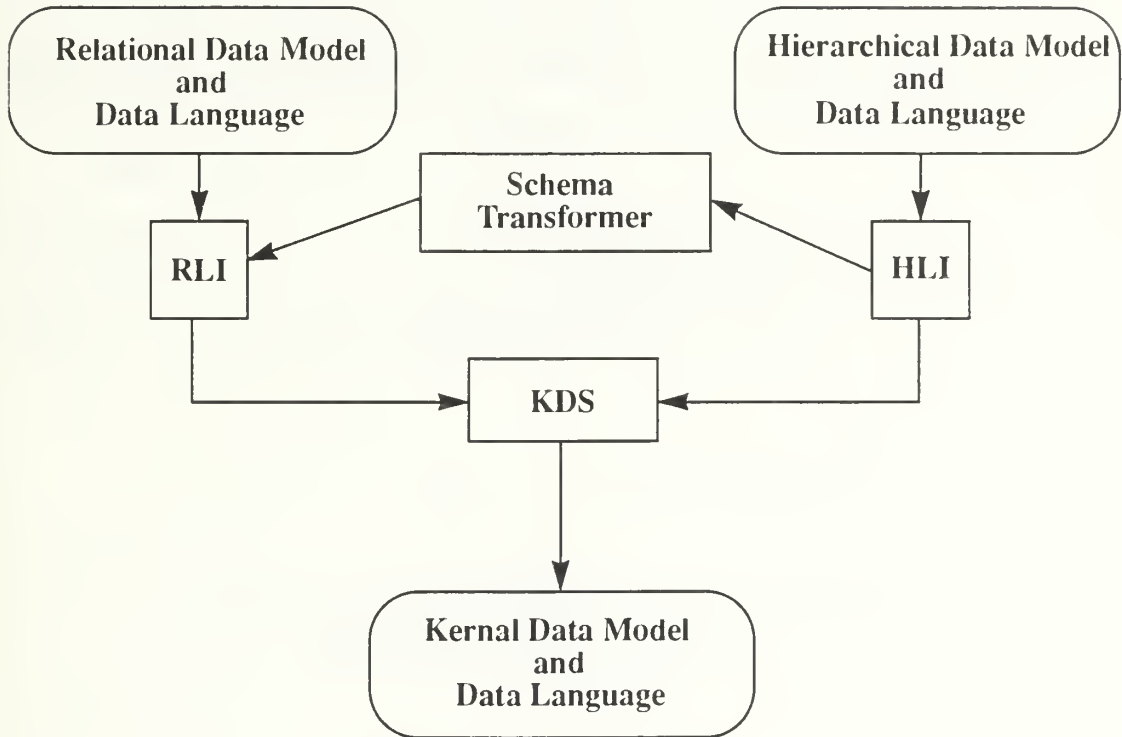 Relational Data Model
and
Data Language
Hierarchical Data Model
and
Data Language
Schema
Transformer
RLI
HLI
KDS
Kernal Data Model
and
Data Language